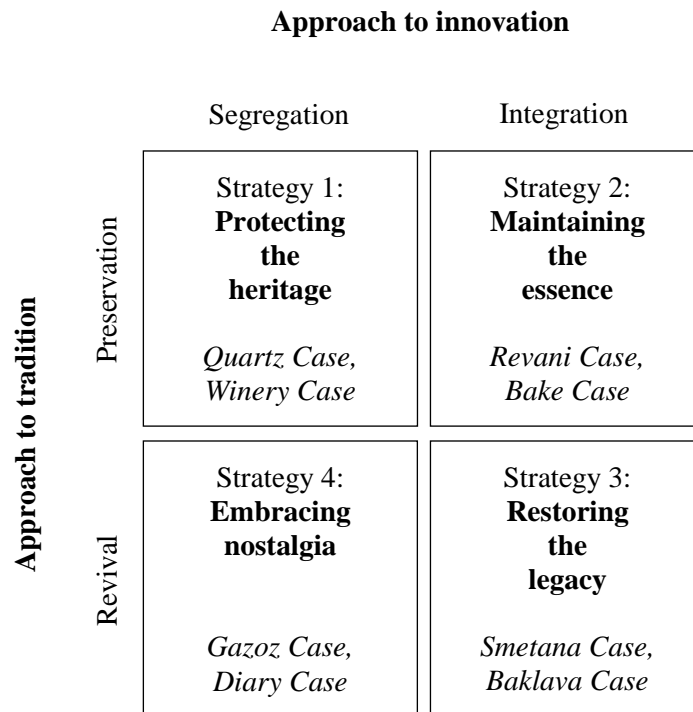 Approach to innovation
Segregation
Integration
Approach to tradition
Preservation
Strategy 1:
Protecting
the
heritage
Quartz Case,
Winery Case
Strategy 2:
Maintaining
the
essence
Revani Case,
Bake Case
Revival
Strategy 4:
Embracing
nostalgia
Gazoz Case,
Diary Case
Strategy 3:
Restoring
the
legacy
Smetana Case,
Baklava Case